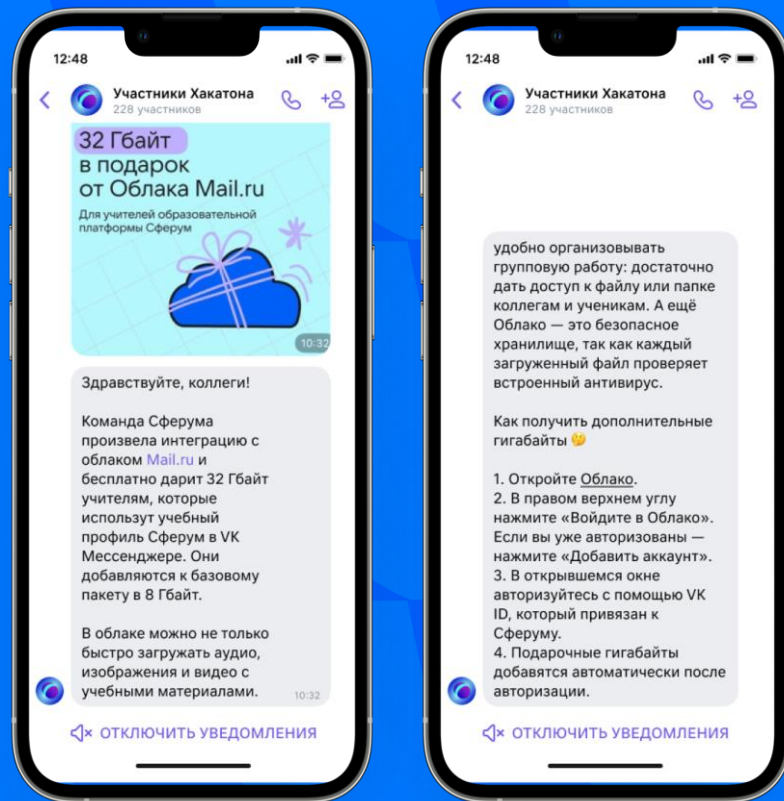 12:48
Участники Хакатона
228 участников
32 Гбайт
в подарок
от Облака Mail.ru
Для учителей образовательной
платформы Сферум
10:32
Здравствуйте, коллеги!
Команда Сферума
произвела интеграцию с
облаком Mail.ru и
бесплатно дарит 32 Гбайт
учителям, которые
использут учебный
профиль Сферум в VK
Мессенджере. Они
добавляются к базовому
пакету в 8 Гбайт.
В облаке можно не только
быстро загружать аудио,
изображения и видео с
учебными материалами.
10:32
ОТКЛЮЧИТЬ УВЕДОМЛЕНИЯ
12:48
Участники Хакатона
228 участников
удобно организовывать
групповую работу: достаточно
дать доступ к файлу или папке
коллегам и ученикам. А ещё
Облако — это безопасное
хранилище, так как каждый
загруженный файл проверяет
встроенный антивирус.
Как получить дополнительные
гигабайты 🤔
1. Откройте Облако.
2. В правом верхнем углу
нажмите «Войдите в Облако».
Если вы уже авторизованы —
нажмите «Добавить аккаунт».
3. В открывшемся окне
авторизуйтесь с помощью VK
ID, который привязан к
Сферуму.
4. Подарочные гигабайты
добавятся автоматически после
авторизации.
ОТКЛЮЧИТЬ УВЕДОМЛЕНИЯ